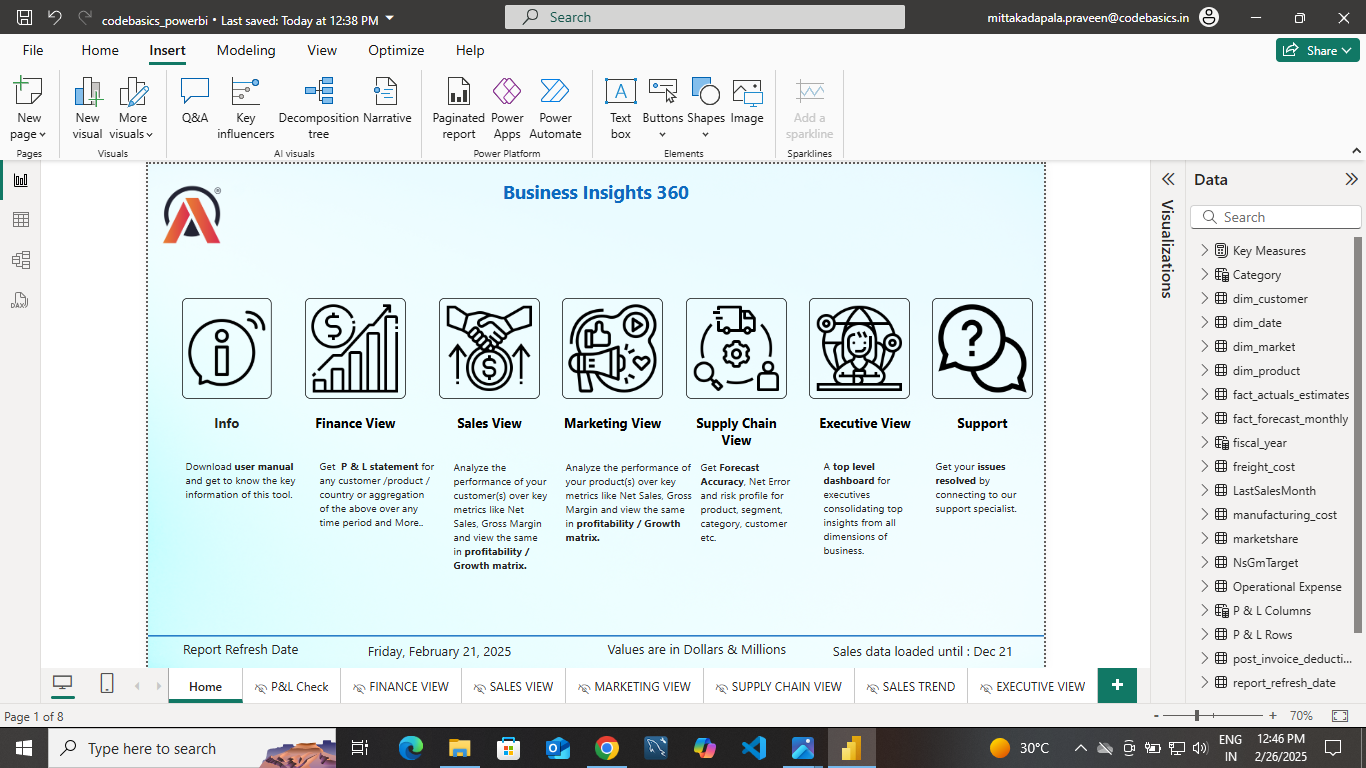 codebasics_powerbi • Last saved: Today at 12:38 PM
Search
mittakadapala.praveen@codebasics.in
File Home Insert Modeling View Optimize Help
Share
New page
New visual
More visuals
Q&A
Key influencers
Decomposition tree
Narrative
Paginated report
Power Apps
Power Automate
Text box
Buttons
Shapes
Image
Add a sparkline
Pages
Visuals
AI visuals
Power Platform
Elements
Sparklines
®
Business Insights 360
Info
Finance View
Sales View
Marketing View
Supply Chain
View
Executive View
Support
Download user manual
and get to know the key
information of this tool.
Get P & L statement for
any customer /product /
country or aggregation
of the above over any
time period and More..
Analyze the
performance of your
customer(s) over key
metrics like Net
Sales, Gross Margin
and view the same
in profitability /
Growth matrix.
Analyze the performance of
your product(s) over key
metrics like Net Sales, Gross
Margin and view the same
in profitability / Growth
matrix.
Get Forecast
Accuracy, Net Error
and risk profile for
product, segment,
category, customer
etc.
A top level
dashboard for
executives
consolidating top
insights from all
dimensions of
business.
Get your issues
resolved by
connecting to our
support specialist.
Report Refresh Date
Friday, February 21, 2025
Values are in Dollars & Millions
Sales data loaded until : Dec 21
Visualizations
Data
Search
Key Measures
Category
dim_customer
dim_date
dim_market
dim_product
fact_actuals_estimates
fact_forecast_monthly
fiscal_year
freight_cost
LastSalesMonth
manufacturing_cost
marketshare
NsGmTarget
Operational Expense
P & L Columns
P & L Rows
post_invoice_deducti...
report_refresh_date
DAX
Home
P&L Check
FINANCE VIEW
SALES VIEW
MARKETING VIEW
SUPPLY CHAIN VIEW
SALES TREND
EXECUTIVE VIEW
+
Page 1 of 8
- + 70%
Type here to search
30°C
ENG
IN
12:46 PM
2/26/2025